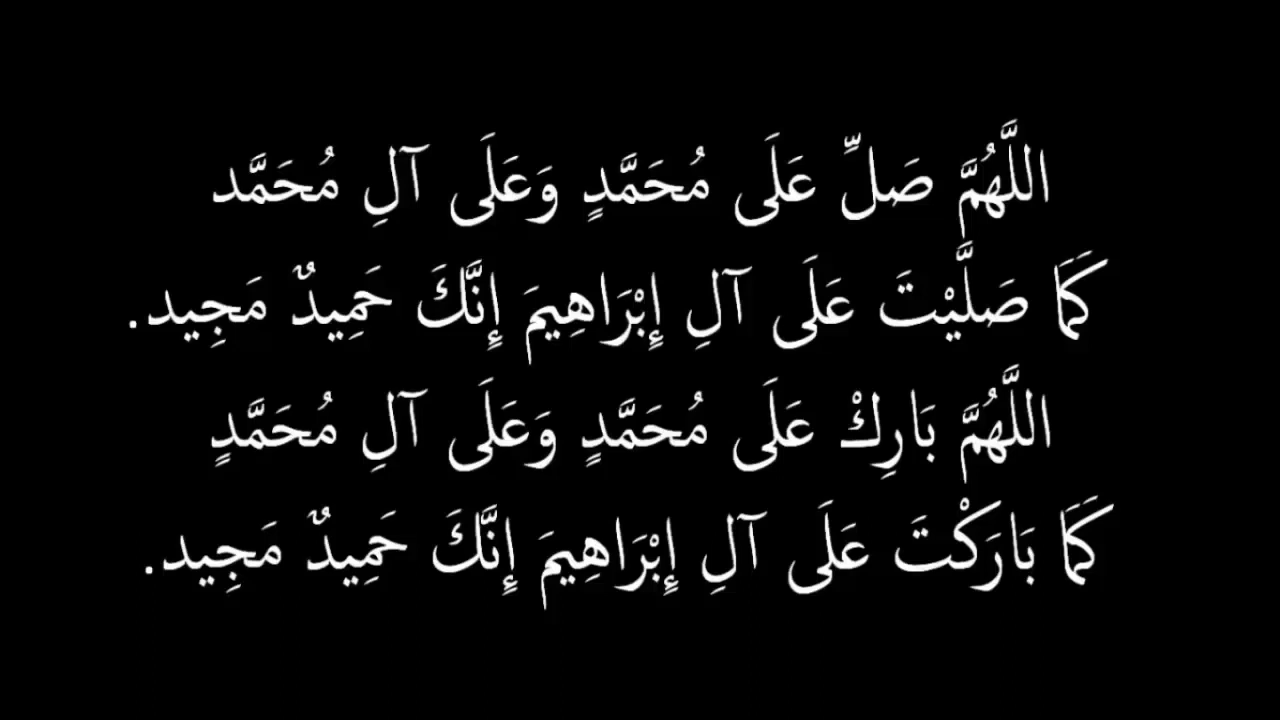 اللَّهُمَّ صَلِّ عَلَى مُحَمَّدٍ وَعَلَى آلِ مُحَمَّد
كَمَا صَلَّيْتَ عَلَى آلِ إِبْرَاهِيمَ إِنَّكَ حَمِيدٌ مَجِيد.
اللَّهُمَّ بَارِكْ عَلَى مُحَمَّدٍ وَعَلَى آلِ مُحَمَّدٍ
كَمَا بَارَكْتَ عَلَى آلِ إِبْرَاهِيمَ إِنَّكَ حَمِيدٌ مَجِيد.